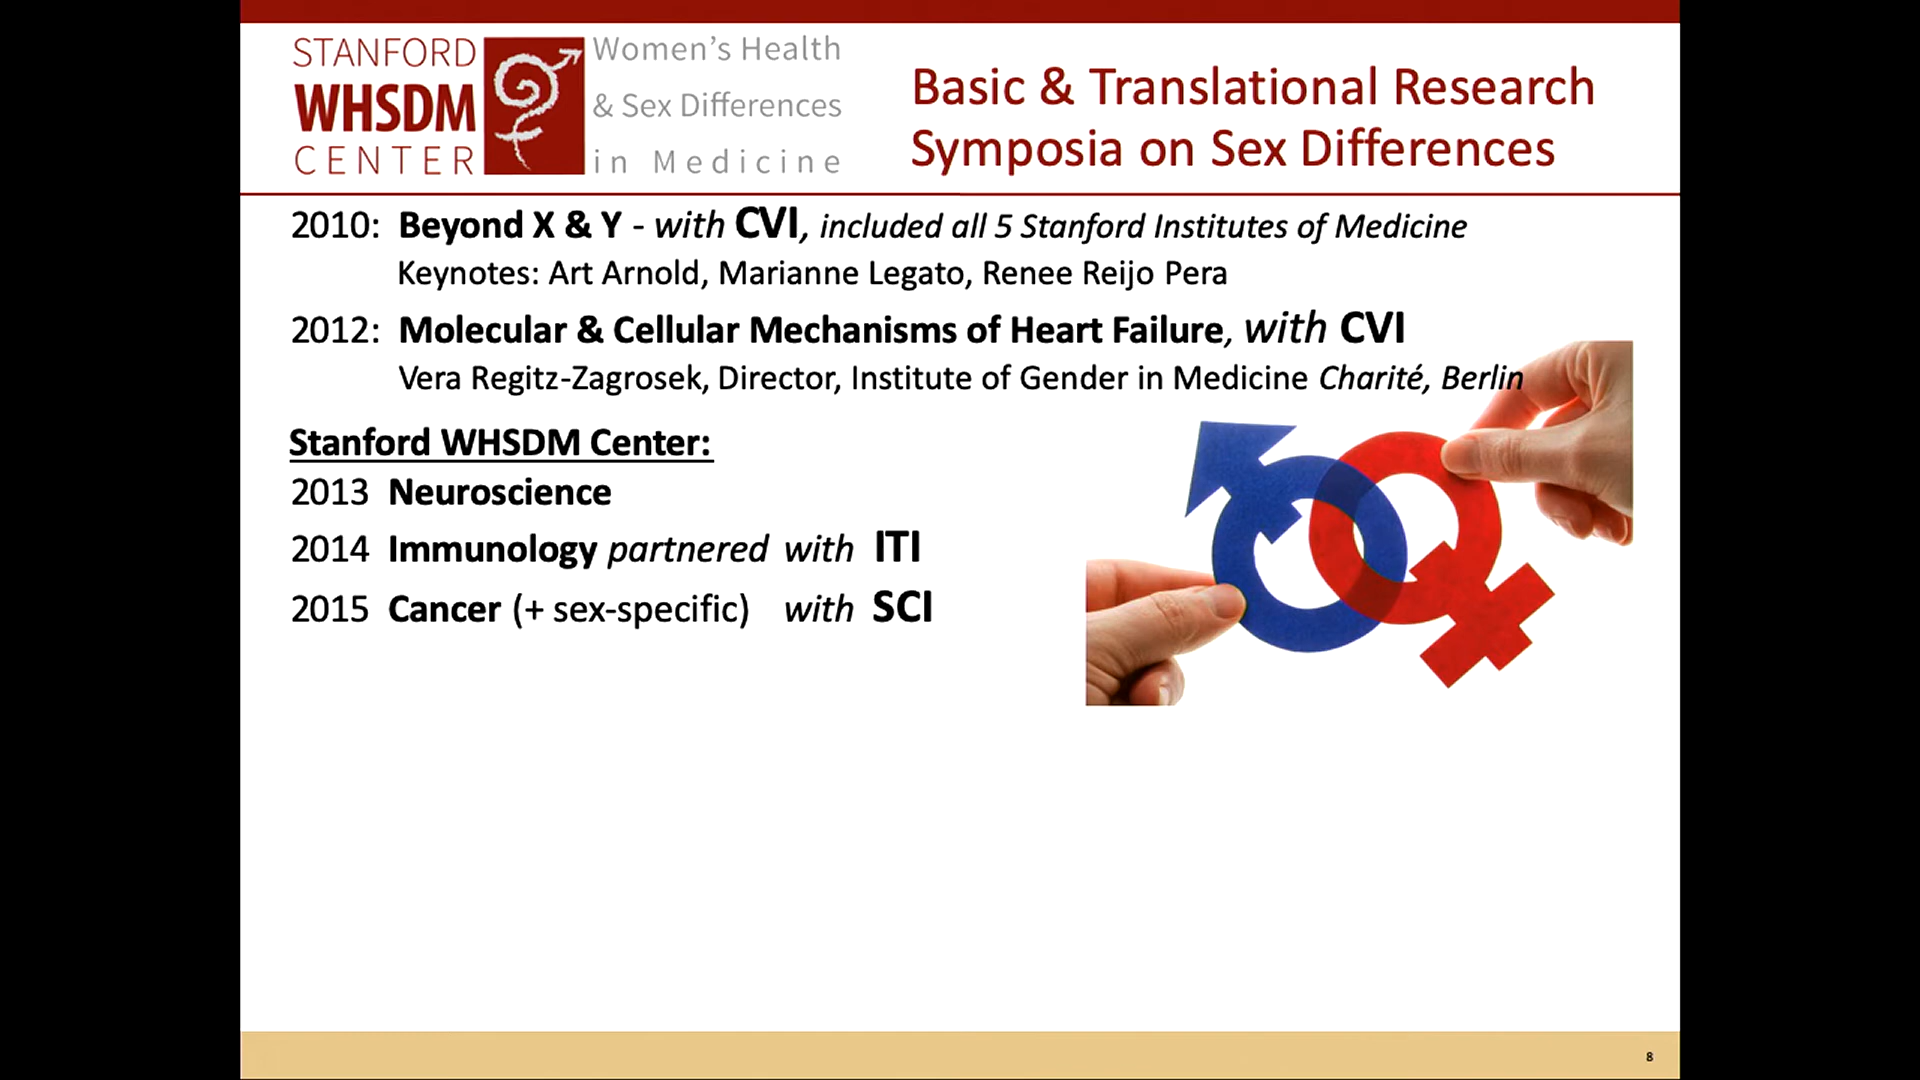 STANFORD
WHSDM
CENTER
Women's Health
& Sex Differences
in Medicine
Basic & Translational Research
Symposia on Sex Differences
2010: Beyond X & Y - with CVI, included all 5 Stanford Institutes of Medicine
Keynotes: Art Arnold, Marianne Legato, Renee Reijo Pera
2012: Molecular & Cellular Mechanisms of Heart Failure, with CVI
Vera Regitz-Zagrosek, Director, Institute of Gender in Medicine Charité, Berlin
Stanford WHSDM Center:
2013 Neuroscience
2014 Immunology partnered with ITI
2015 Cancer (+ sex-specific) with SCI
8